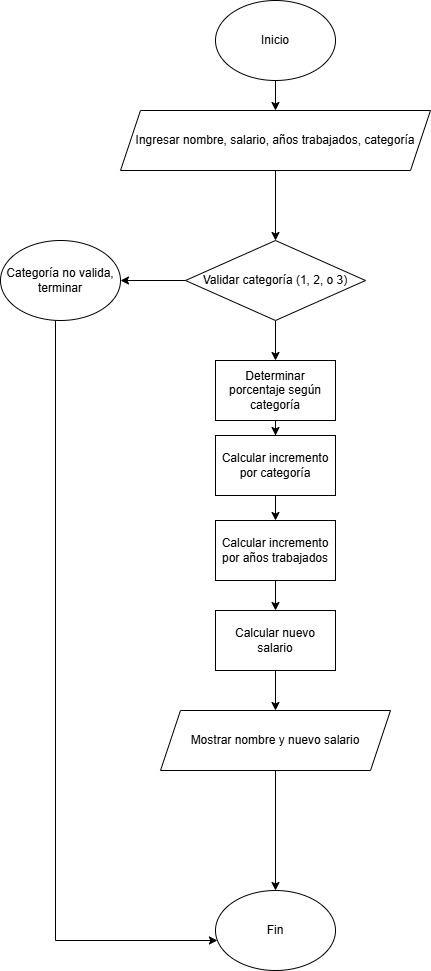 Inicio
Ingresar nombre, salario, años trabajados, categoría
Categoría no valida,
terminar
Validar categoría (1, 2, o 3)
Determinar
porcentaje según
categoría
Calcular incremento
por categoría
Calcular incremento
por años trabajados
Calcular nuevo
salario
Mostrar nombre y nuevo salario
Fin